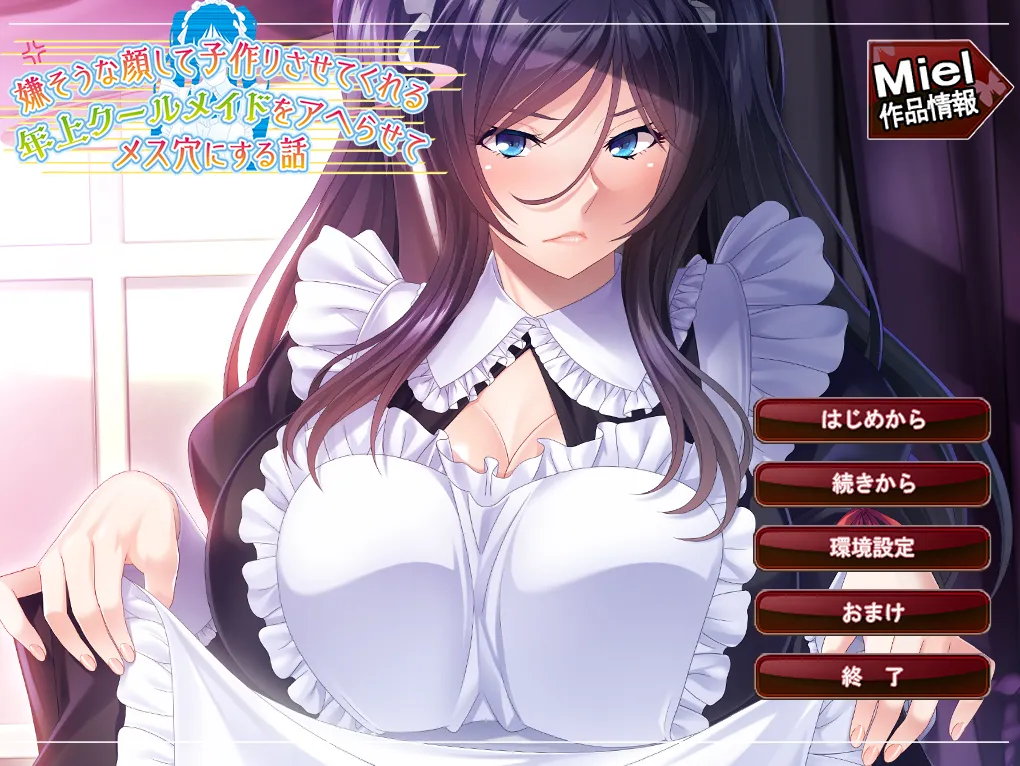 嫌そうな顔して子作りさせてくれる
年上クールメイドをアへらせて
メス穴にする話
Miel
作品情報
はじめから
続きから
環境設定
おまけ
終 了